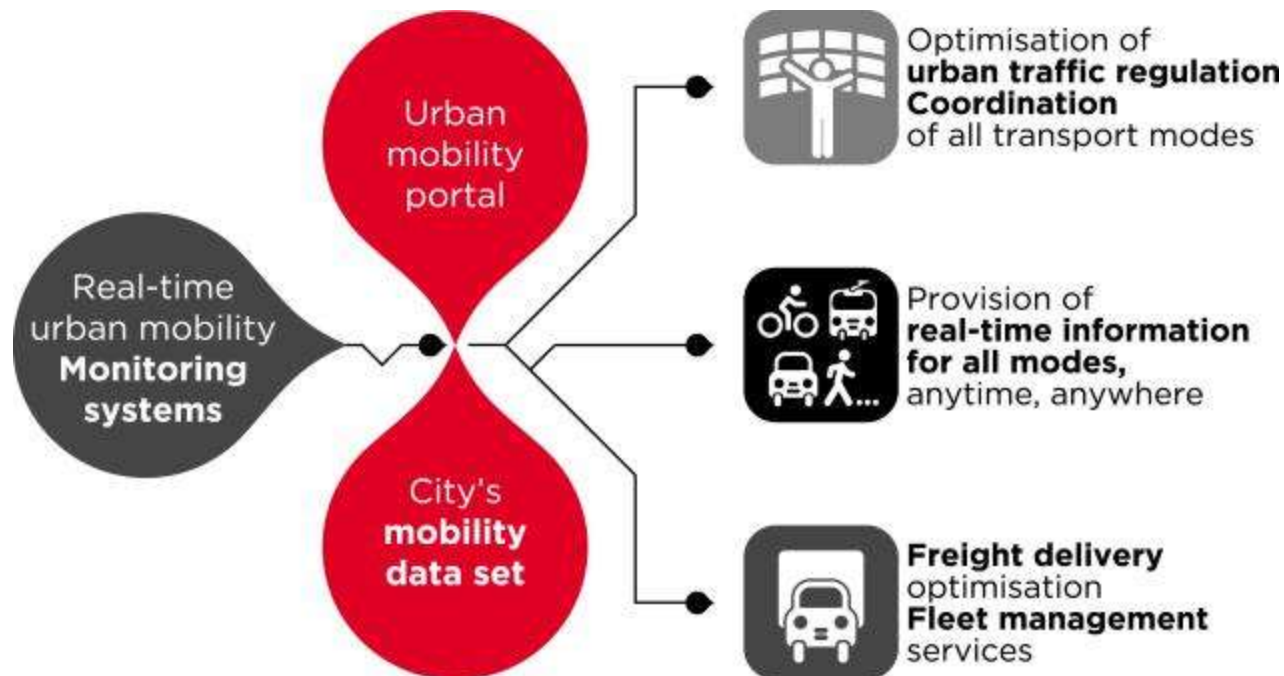 Urban
mobility
portal
Real-time
urban mobility
Monitoring
systems
City's
mobility
data set
Optimisation of
urban traffic regulation
Coordination
of all transport modes
Provision of
real-time information
for all modes,
anytime, anywhere
Freight delivery
optimisation
Fleet management
services